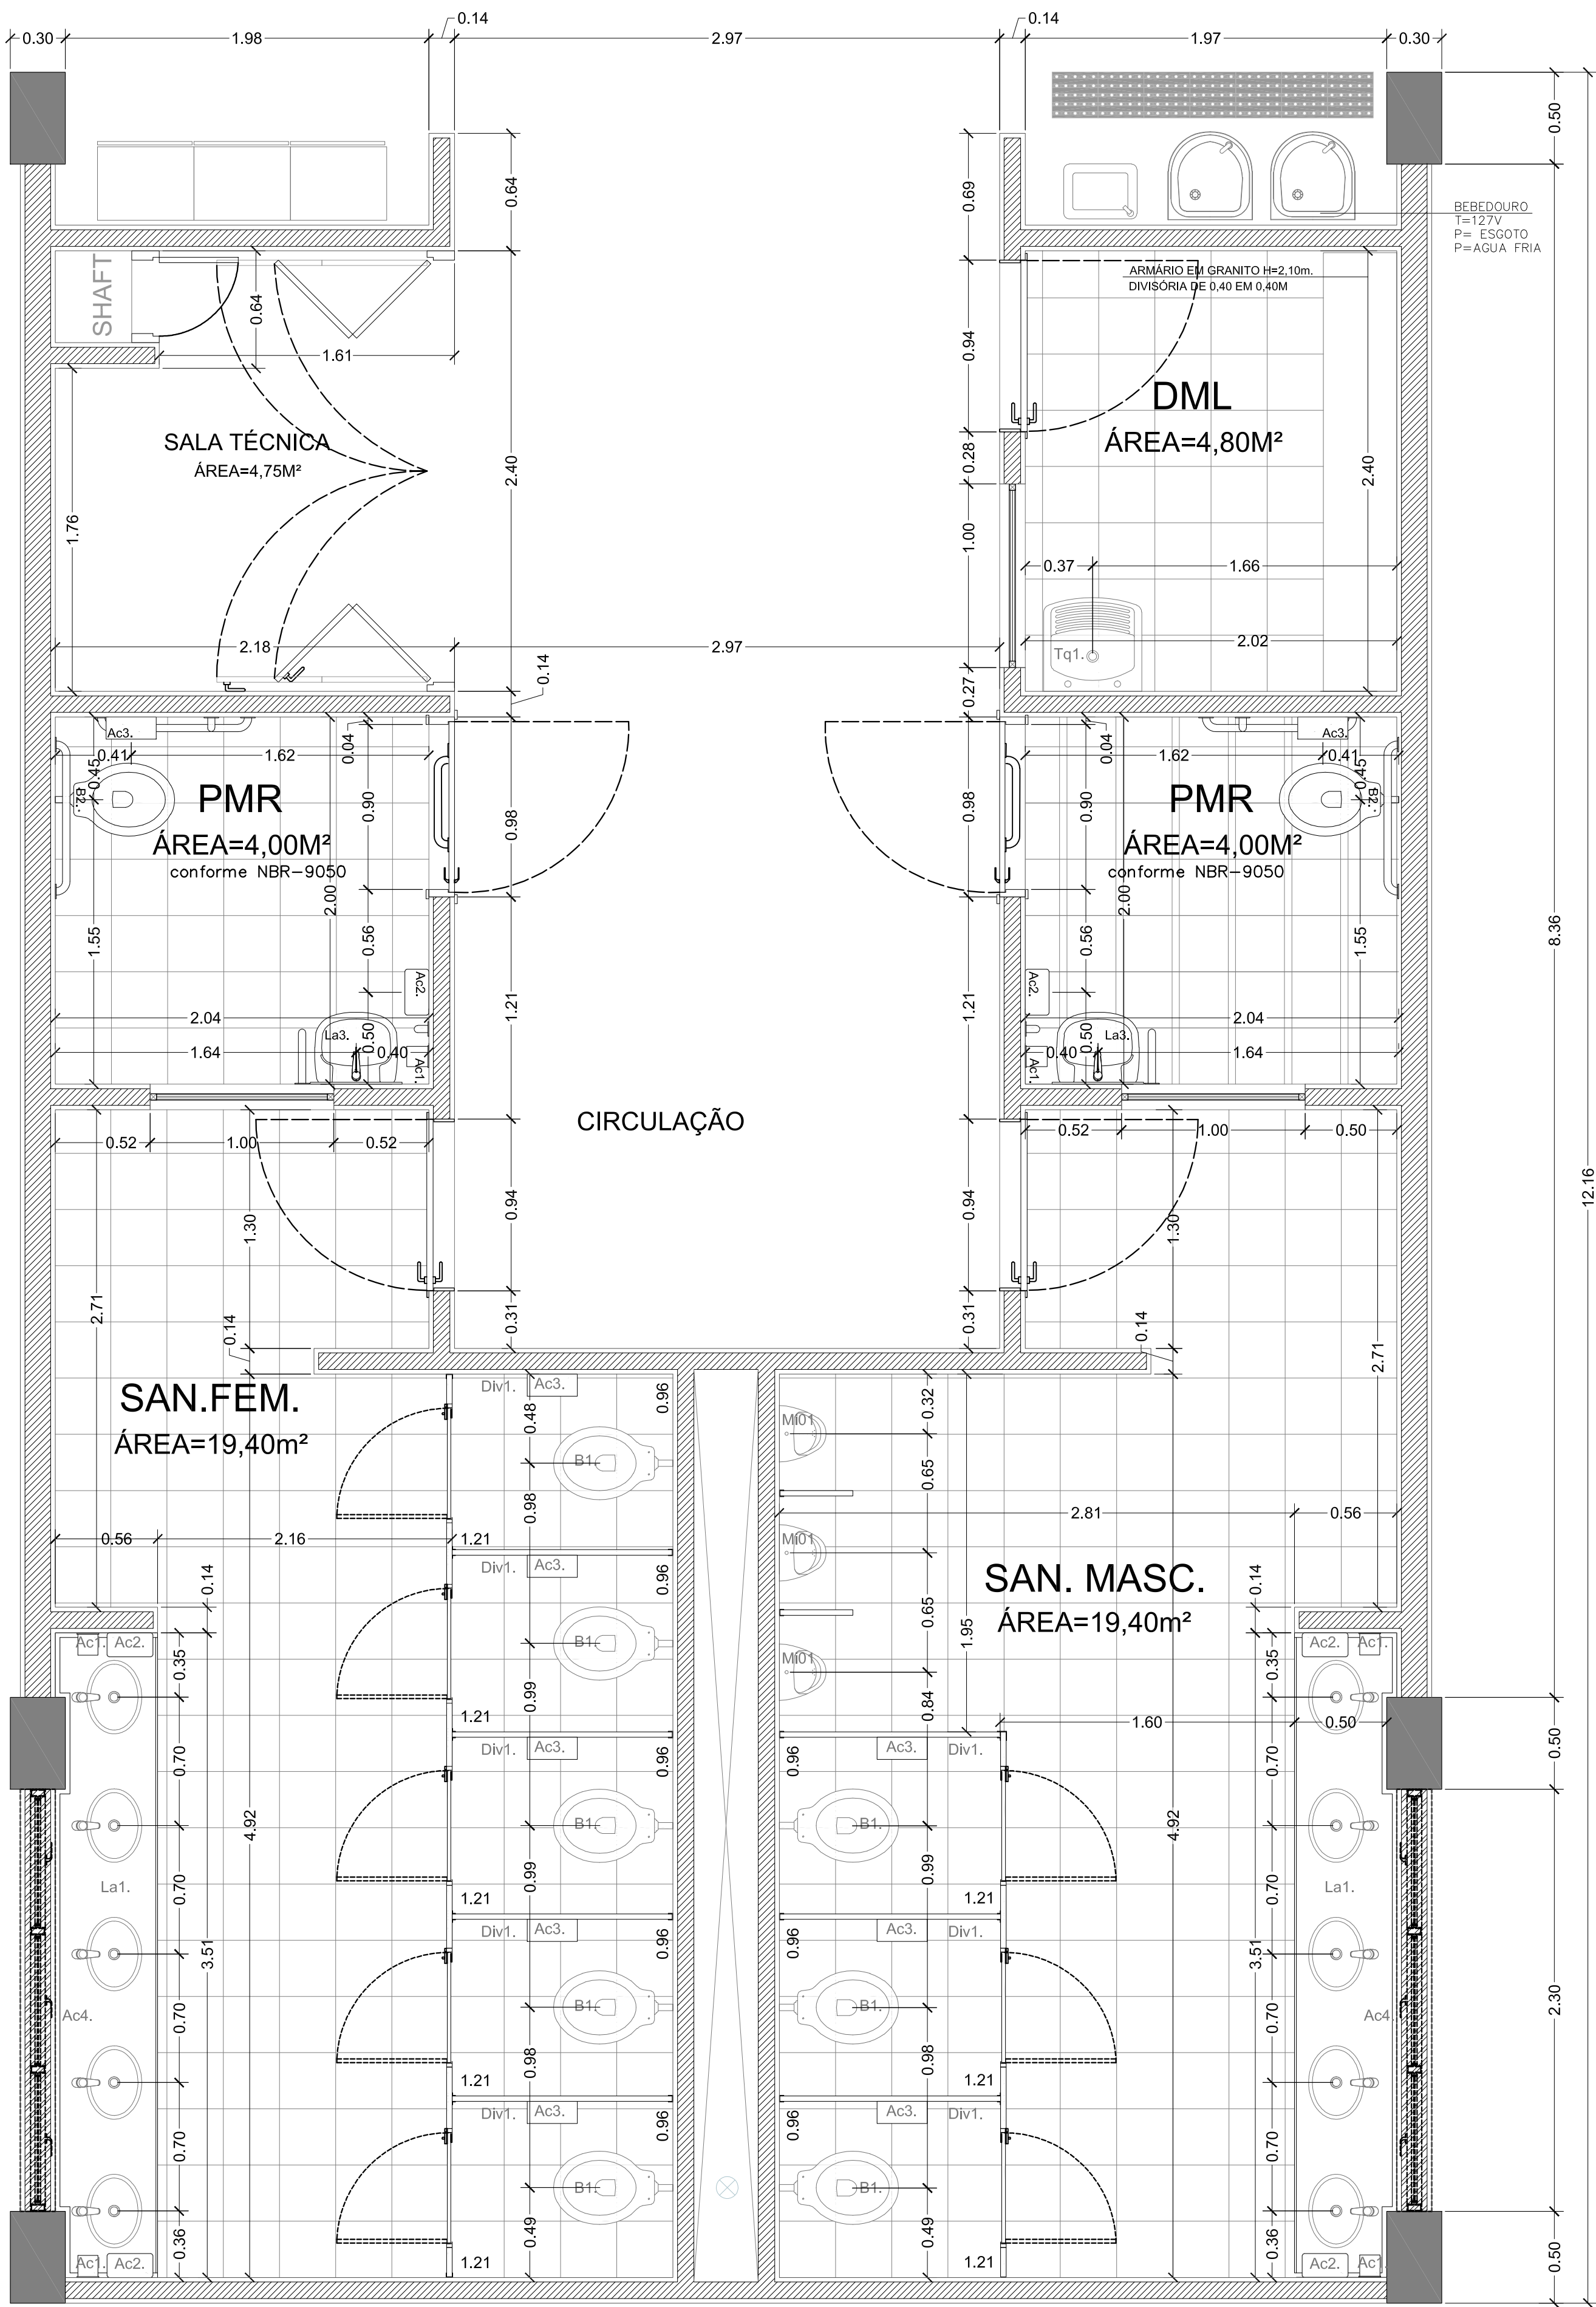 0.30
1.98
0.14
2.97
0.14
1.97
0.30
0.50
0.64
0.69
BEBEDOURO
T=127V
P= ESGOTO
P=AGUA FRIA
SHAFT
0.64
1.61
ARMÁRIO EM GRANITO H=2,10m.
DIVISÓRIA DE 0,40 EM 0,40M
0.94
DML
ÁREA=4,80M²
SALA TÉCNICA
ÁREA=4,75M²
0.28
2.40
2.40
1.76
1.00
0.37
1.66
2.18
2.97
2.02
Tq1.
0.14
0.27
Ac3.
0.41
1.62
0.04
0.45
B2.
PMR
ÁREA=4,00M²
conforme NBR-9050
0.90
0.98
2.00
1.55
0.56
Ac2.
1.21
2.04
La3.
1.64
0.50
0.40
Ac1.
0.98
0.04
1.62
Ac3.
0.41
0.45
B2.
PMR
ÁREA=4,00M²
conforme NBR-9050
0.90
2.00
1.55
0.56
Ac2.
1.21
2.04
La3.
0.40
0.50
1.64
Ac1.
8.36
12.16
CIRCULAÇÃO
0.52
1.00
0.52
0.52
1.00
0.50
1.30
0.94
0.94
1.30
2.71
0.14
0.31
0.31
0.14
2.71
SAN.FEM.
ÁREA=19,40m²
Div1.
Ac3.
0.96
0.48
B1.
0.98
0.56
2.16
1.21
Div1.
Ac3.
0.96
0.14
B1.
Ac1.
Ac2.
0.35
0.99
1.21
Div1.
Ac3.
0.96
0.70
B1.
4.92
La1.
0.70
0.99
1.21
Div1.
Ac3.
0.96
3.51
Ac4.
0.70
B1.
0.98
1.21
Div1.
Ac3.
0.96
0.70
B1.
0.49
0.36
Ac1.
Ac2.
1.21
Mi01
0.32
0.65
2.81
0.56
Mi01
SAN. MASC.
ÁREA=19,40m²
0.14
0.65
1.95
Mi01
Ac2.
Ac1.
0.35
0.84
1.60
0.50
0.50
0.96
Ac3.
Div1.
0.70
B1.
4.92
La1.
0.99
0.70
1.21
0.96
Ac3.
Div1.
3.51
B1.
Ac4.
0.70
2.30
0.98
1.21
0.96
Ac3.
Div1.
0.70
B1.
0.49
0.36
1.21
Ac2.
Ac1.
0.50